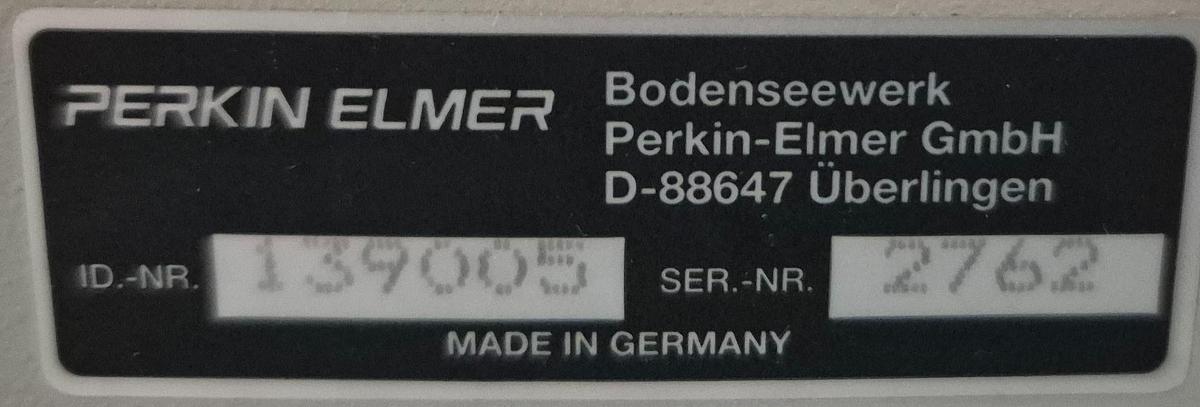 PERKIN ELMER
Bodenseewerk
Perkin-Elmer GmbH
D-88647 Überlingen
ID.-NR. 139005
SER.-NR. 2762
MADE IN GERMANY